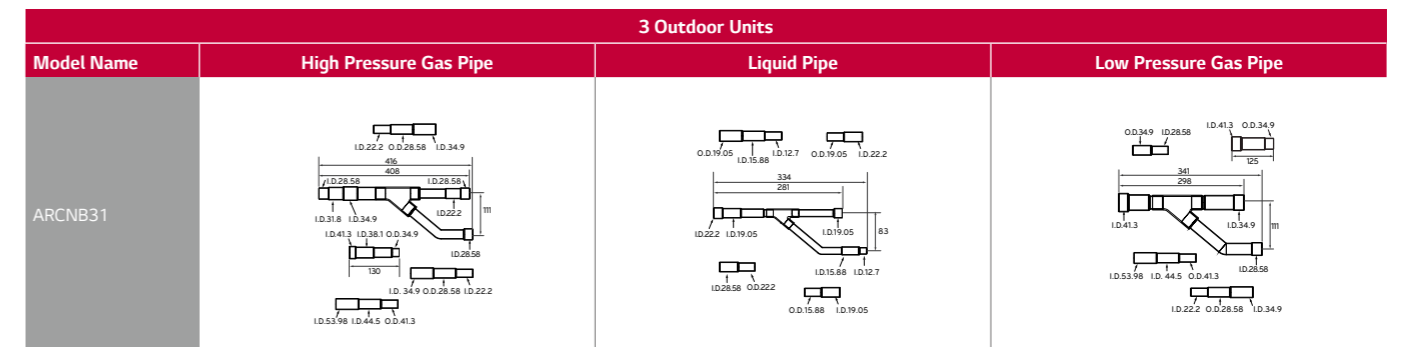 3 Outdoor Units
Model Name High Pressure Gas Pipe Liquid Pipe Low Pressure Gas Pipe
ARCNB31
I.D.22.2 O.D.28.58 I.D.34.9
416
408
I.D.28.58 I.D.28.58
I.D.22.2
111
I.D.31.8 I.D.34.9
I.D.28.58
I.D.41.3 I.D.38.1 O.D.34.9
130
I.D. 34.9 O.D.28.58 I.D.22.2
I.D.53.98 I.D.44.5 O.D.41.3
O.D.19.05 I.D.15.88 I.D.12.7
O.D.19.05 I.D.22.2
334
281
I.D.22.2 I.D.19.05 I.D.19.05
83
I.D.15.88 I.D.12.7
I.D.28.58 O.D.22.2
O.D.15.88 I.D.19.05
O.D.34.9 I.D.28.58
I.D.41.3 O.D.34.9
125
341
298
I.D.41.3 I.D.34.9
111
I.D.28.58
I.D.53.98 I.D. 44.5 O.D.41.3
I.D.22.2 O.D.28.58 I.D.34.9